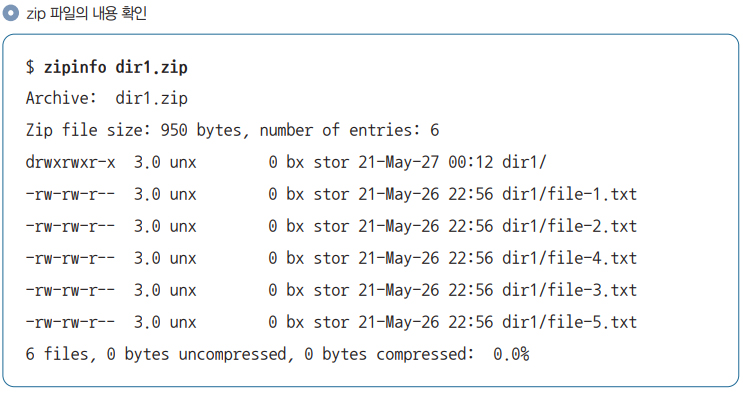 zip 파일의 내용 확인
$ zipinfo dir1.zip
Archive:  dir1.zip
Zip file size: 950 bytes, number of entries: 6
drwxrwxr-x  3.0 unx        0 bx stor 21-May-27 00:12 dir1/
-rw-rw-r--  3.0 unx        0 bx stor 21-May-26 22:56 dir1/file-1.txt
-rw-rw-r--  3.0 unx        0 bx stor 21-May-26 22:56 dir1/file-2.txt
-rw-rw-r--  3.0 unx        0 bx stor 21-May-26 22:56 dir1/file-4.txt
-rw-rw-r--  3.0 unx        0 bx stor 21-May-26 22:56 dir1/file-3.txt
-rw-rw-r--  3.0 unx        0 bx stor 21-May-26 22:56 dir1/file-5.txt
6 files, 0 bytes uncompressed, 0 bytes compressed:  0.0%